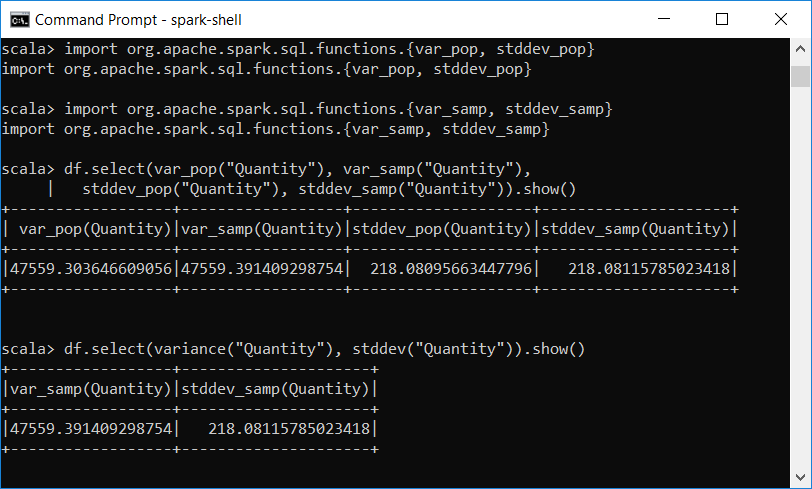 Command Prompt - spark-shell
scala> import org.apache.spark.sql.functions.{var_pop, stddev_pop}
import org.apache.spark.sql.functions.{var_pop, stddev_pop}
scala> import org.apache.spark.sql.functions.{var_samp, stddev_samp}
import org.apache.spark.sql.functions.{var_samp, stddev_samp}
scala> df.select(var_pop("Quantity"), var_samp("Quantity"),
     |   stddev_pop("Quantity"), stddev_samp("Quantity")).show()
+------------------+------------------+--------------------+---------------------+
| var_pop(Quantity)|var_samp(Quantity)|stddev_pop(Quantity)|stddev_samp(Quantity)|
+------------------+------------------+--------------------+---------------------+
|47559.303646609056|47559.391409298754|  218.08095663447796|   218.08115785023418|
+------------------+------------------+--------------------+---------------------+
scala> df.select(variance("Quantity"), stddev("Quantity")).show()
+------------------+---------------------+
|var_samp(Quantity)|stddev_samp(Quantity)|
+------------------+---------------------+
|47559.391409298754|   218.08115785023418|
+------------------+---------------------+